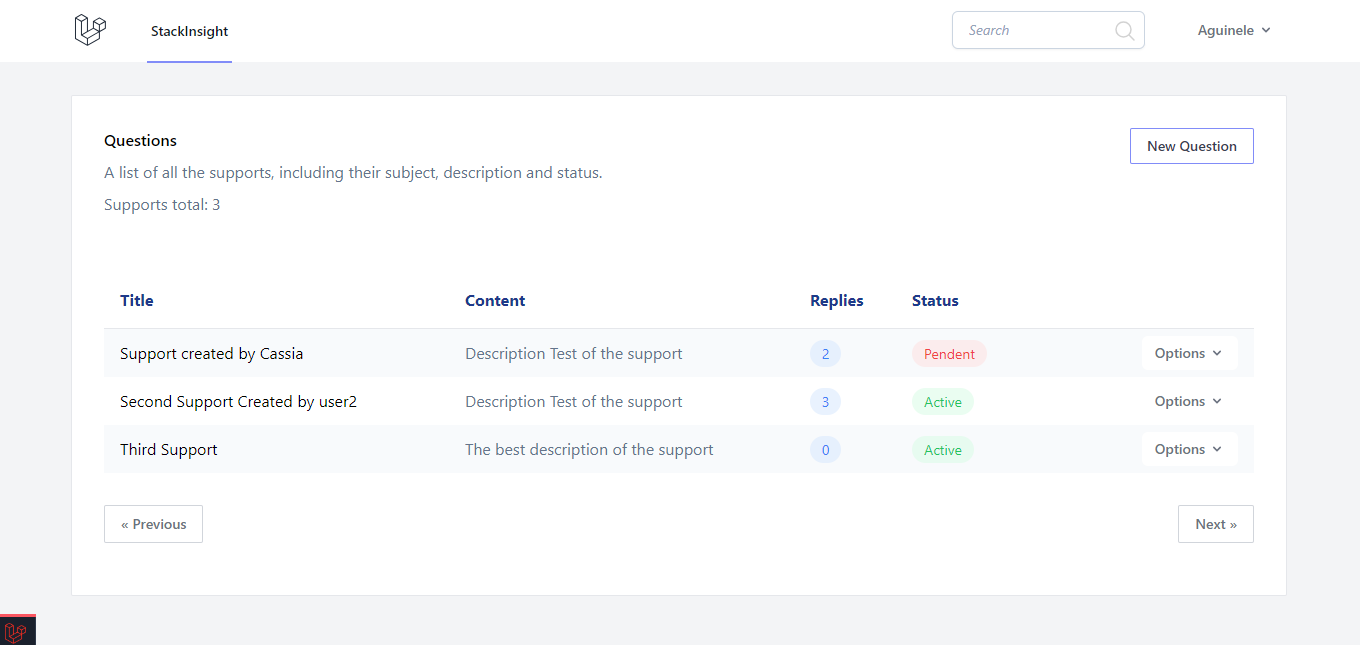 StackInsight Search Aguinele
Questions New Question
A list of all the supports, including their subject, description and status.
Supports total: 3
Title Content Replies Status
Support created by Cassia Description Test of the support 2 Pendent Options
Second Support Created by user2 Description Test of the support 3 Active Options
Third Support The best description of the support 0 Active Options
« Previous Next »